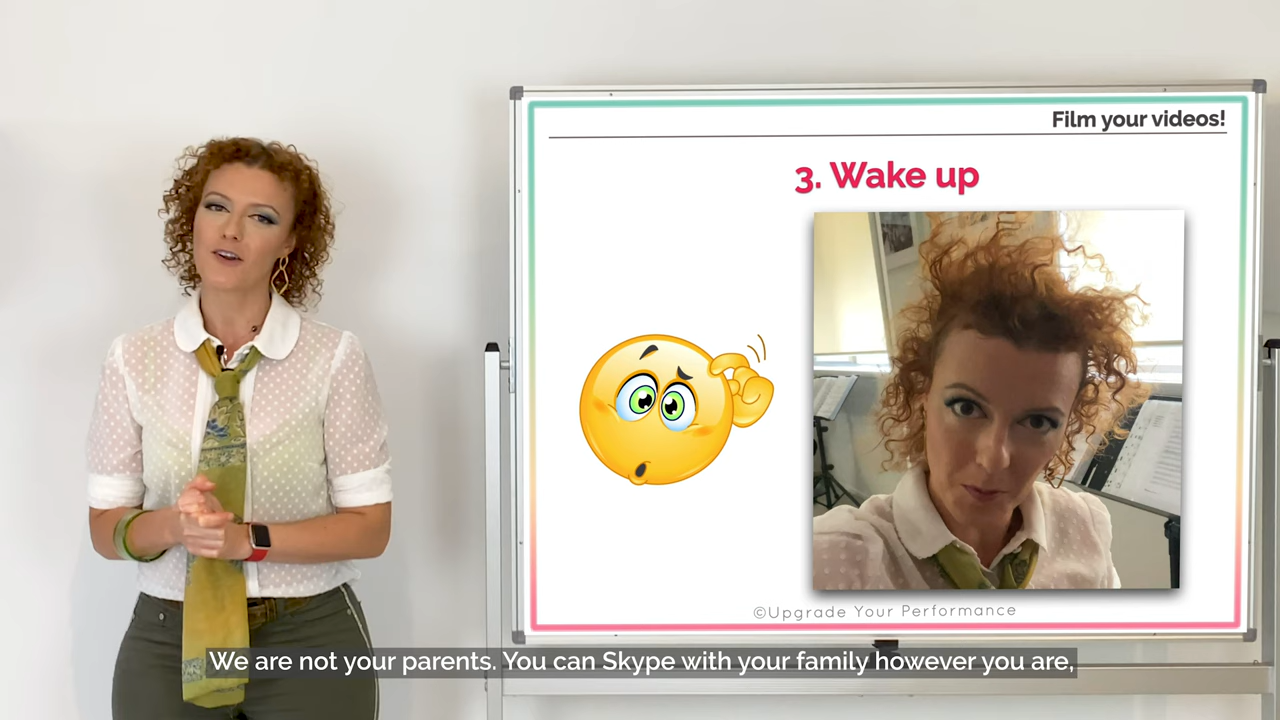 Film your videos!
3. Wake up
©Upgrade Your Performance
We are not your parents. You can Skype with your family however you are,